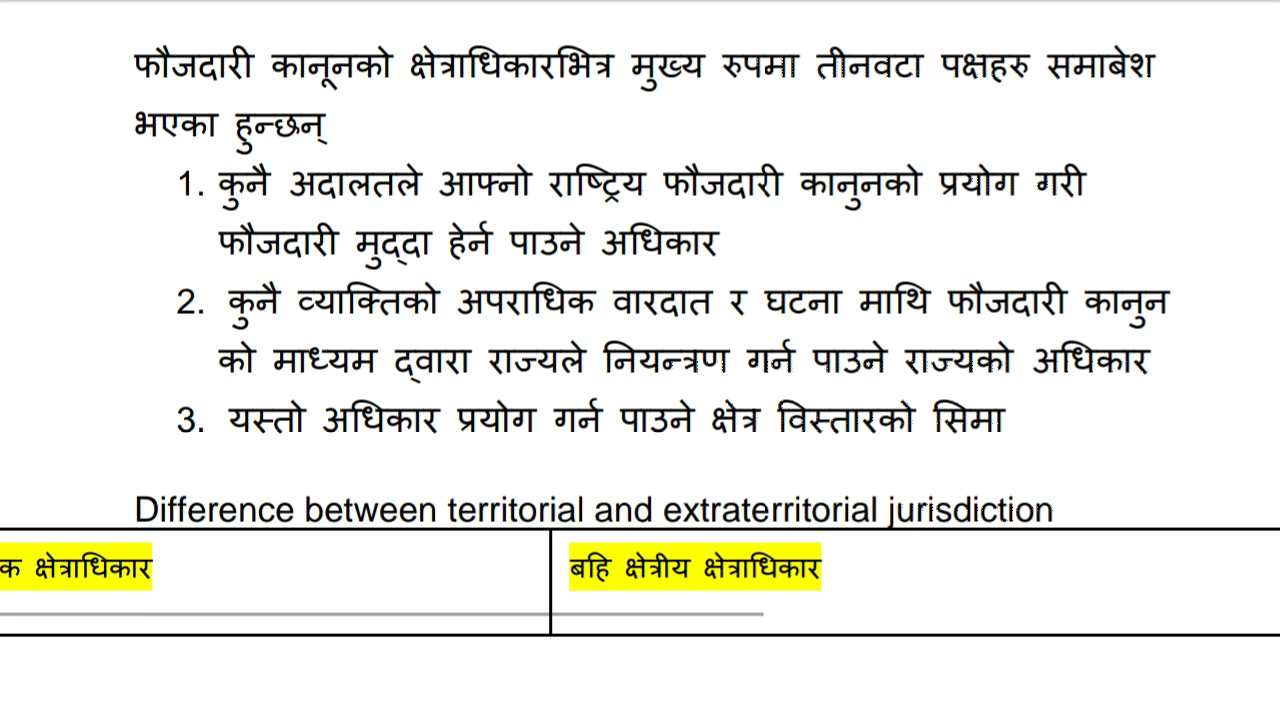 फौजदारी कानूनको क्षेत्राधिकारभित्र मुख्य रुपमा तीनवटा पक्षहरु समाबेश
भएका हुन्छन्
1. कुनै अदालतले आफ्नो राष्ट्रिय फौजदारी कानुनको प्रयोग गरी
फौजदारी मुद्दा हेर्न पाउने अधिकार
2. कुनै व्याक्तिको अपराधिक वारदात र घटना माथि फौजदारी कानुन
को माध्यम द्वारा राज्यले नियन्त्रण गर्न पाउने राज्यको अधिकार
3. यस्तो अधिकार प्रयोग गर्न पाउने क्षेत्र विस्तारको सिमा
Difference between territorial and extraterritorial jurisdiction
क क्षेत्राधिकार
बहि क्षेत्रीय क्षेत्राधिकार